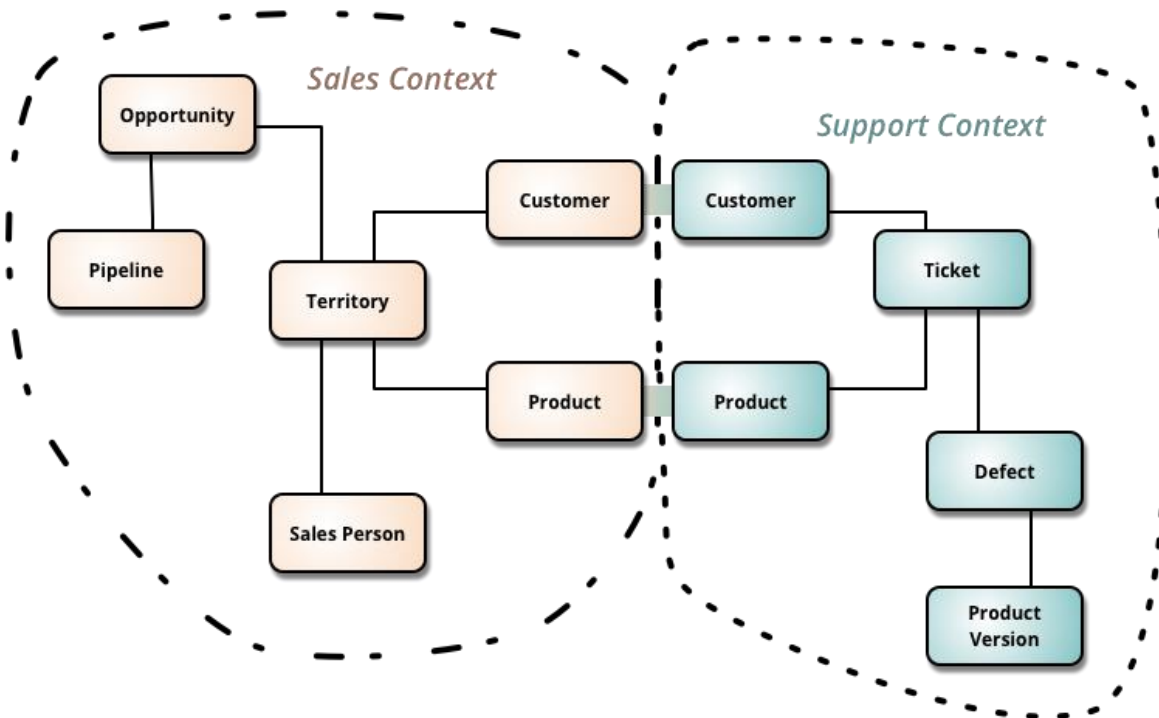 Sales Context
Opportunity
Pipeline
Territory
Customer
Product
Sales Person
Support Context
Customer
Ticket
Product
Defect
Product
Version